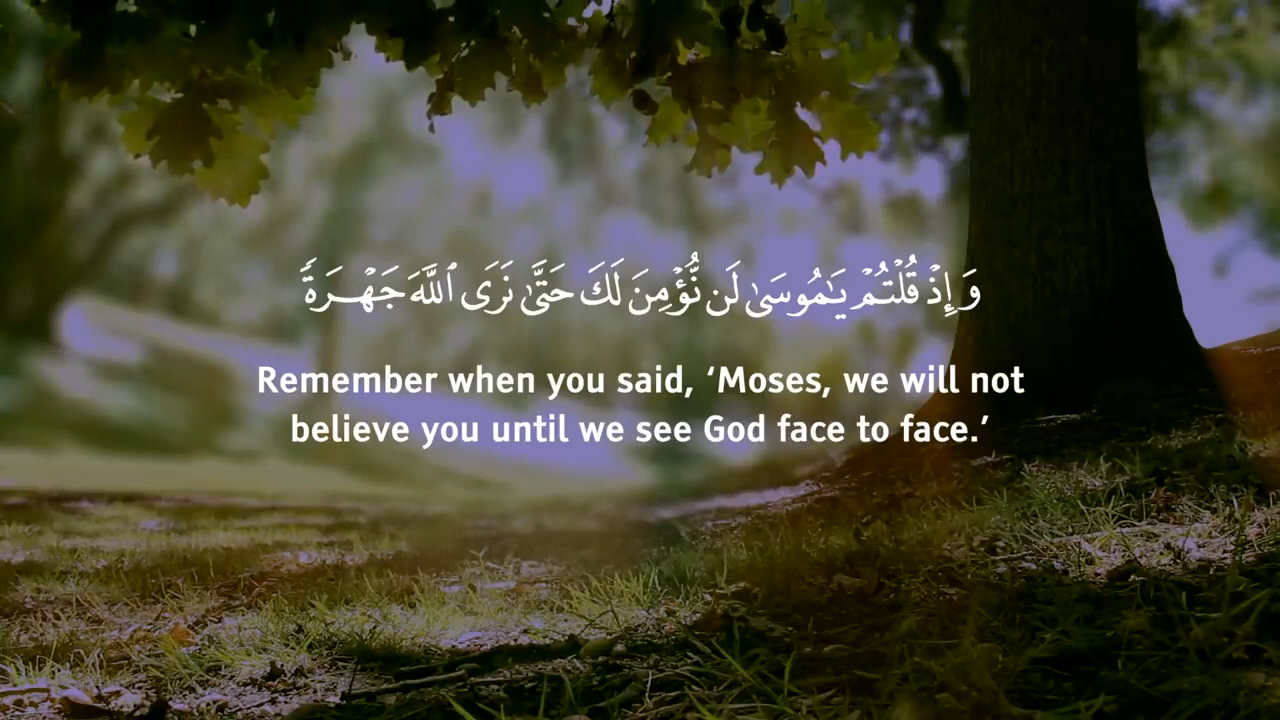 وَإِذۡ قُلۡتُمۡ يَٰمُوسَىٰ لَن نُّؤۡمِنَ لَكَ حَتَّىٰ نَرَى ٱللَّهَ جَهۡرَةٗ
Remember when you said, ‘Moses, we will not
believe you until we see God face to face.’